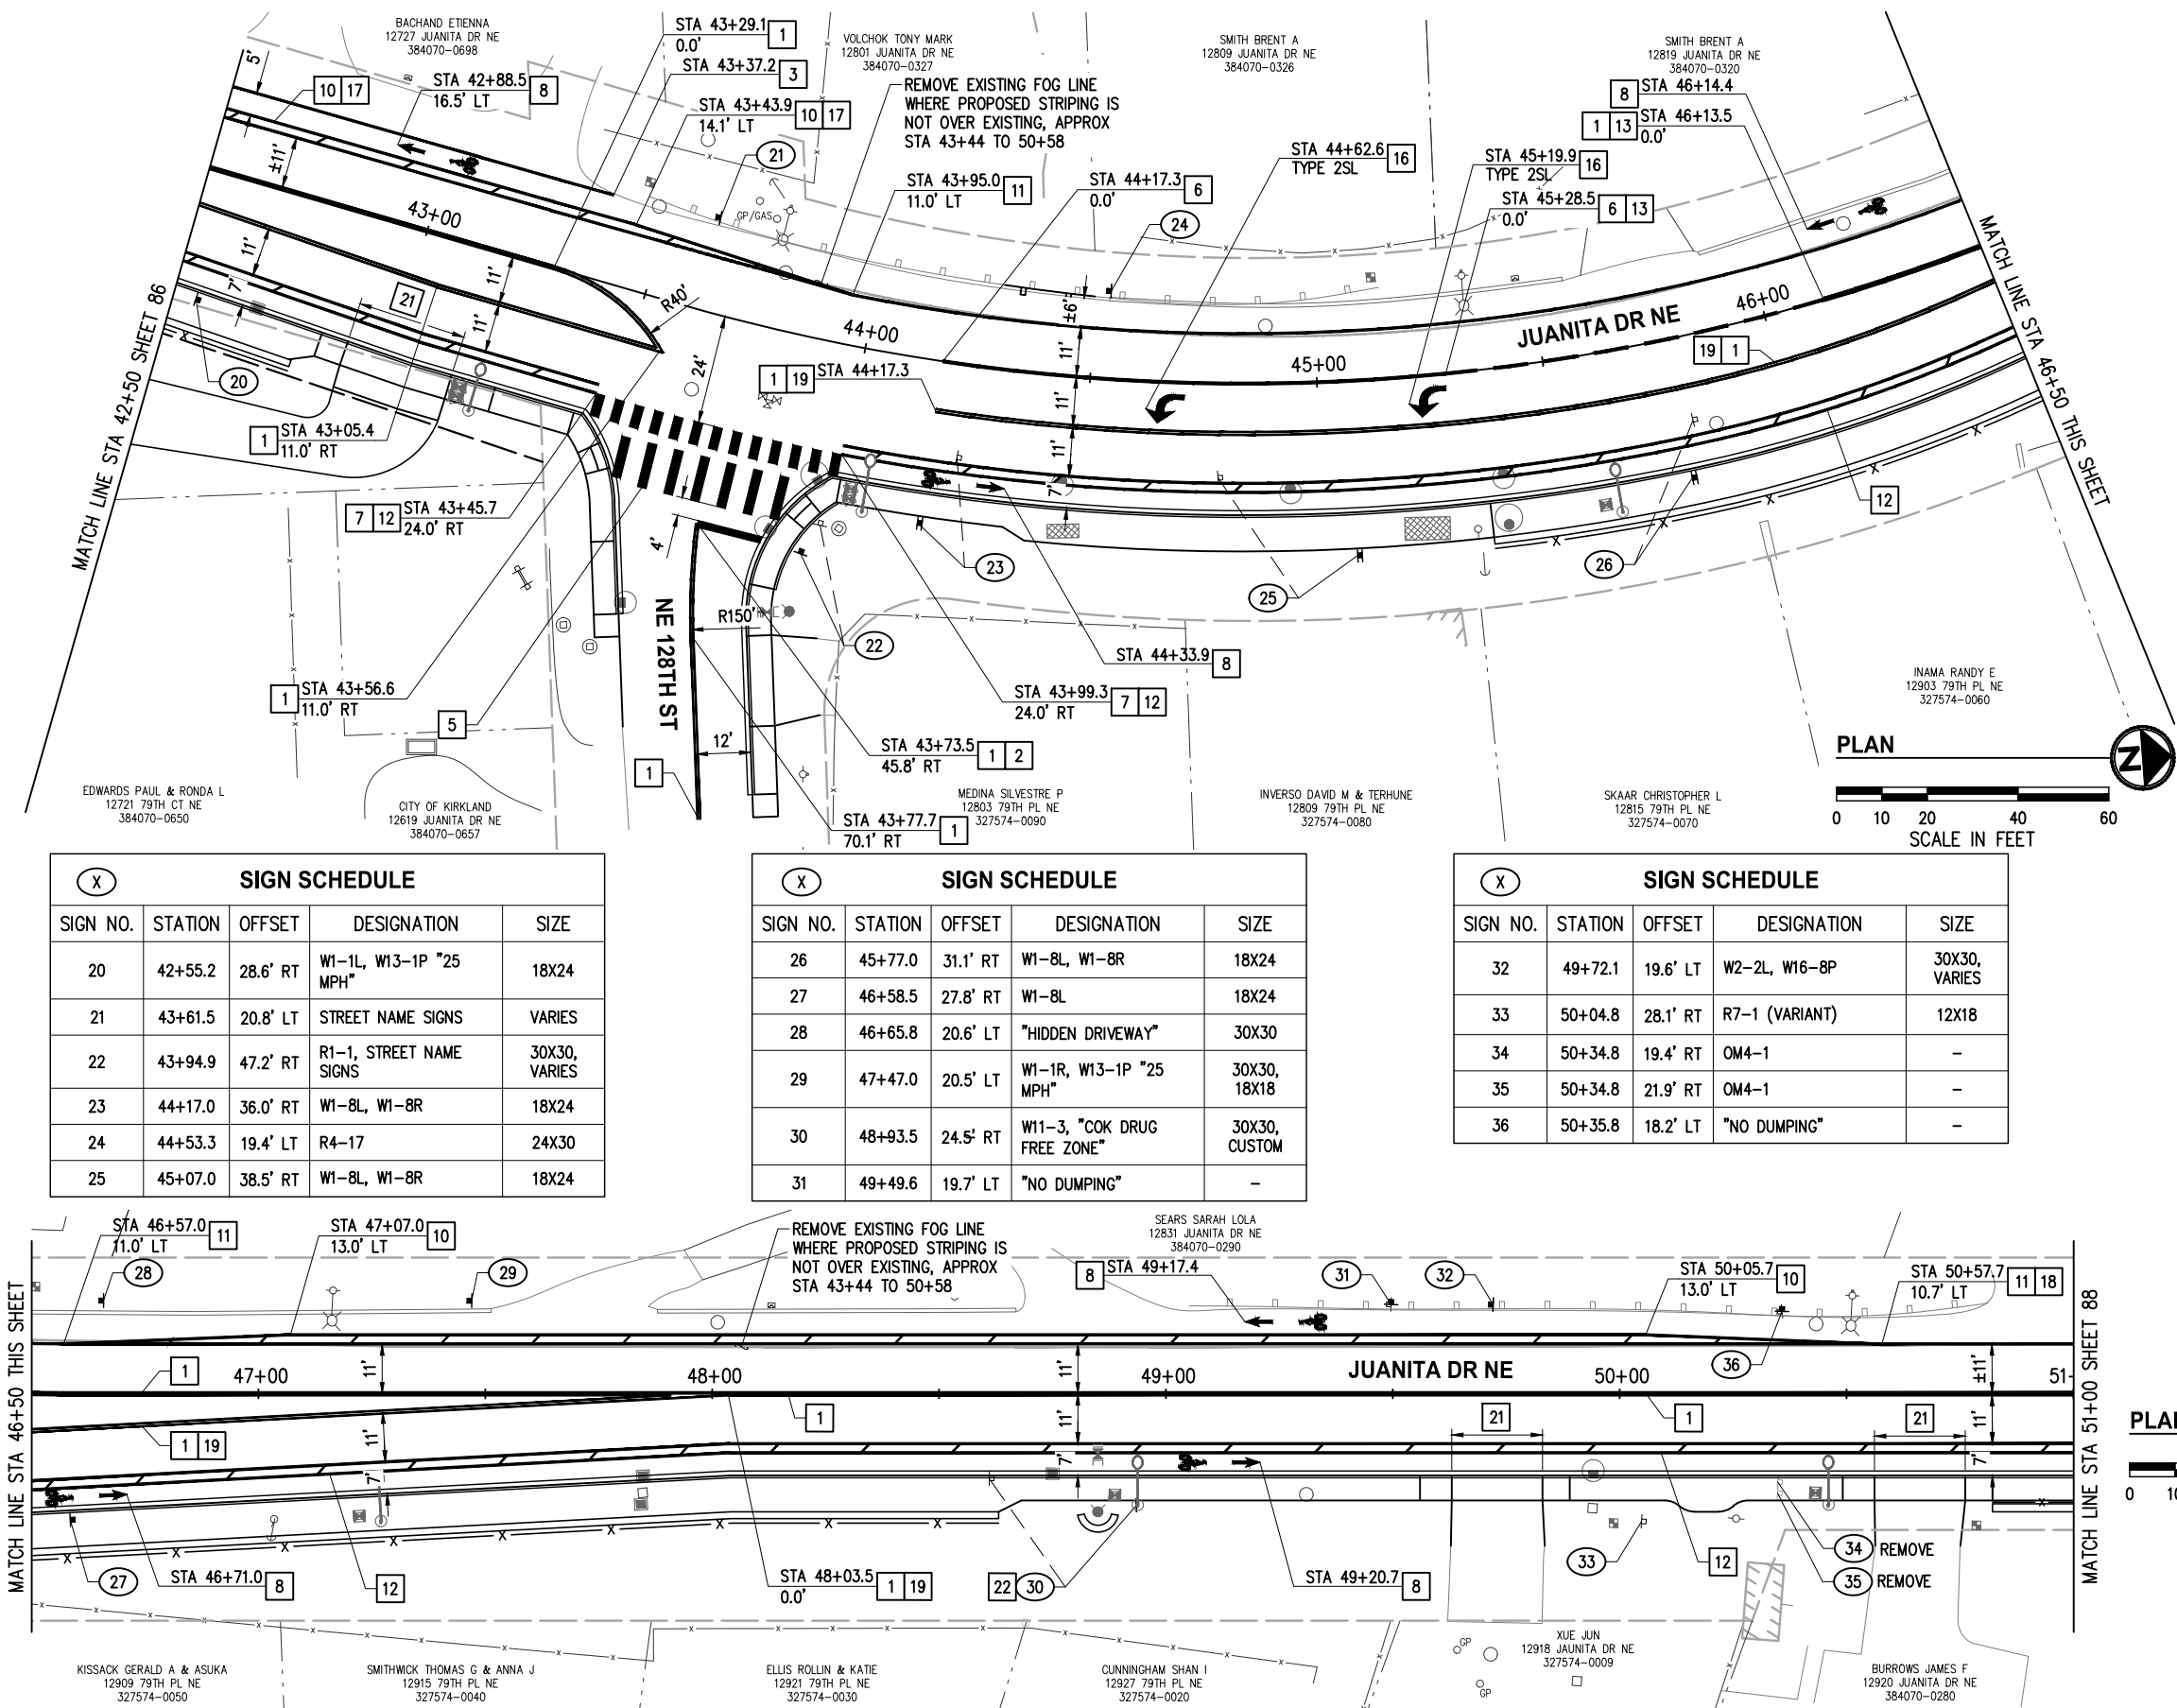 BACHAND ETIENNA
12727 JUANITA DR NE
384070-0698
STA 43+29.1 1
0.0'
STA 43+37.2 3
VOLCHOK TONY MARK
12801 JUANITA DR NE
384070-0327
SMITH BRENT A
12809 JUANITA DR NE
384070-0326
SMITH BRENT A
12819 JUANITA DR NE
384070-0320
5'
10 17
STA 42+88.5 8
16.5' LT
STA 43+43.9 10 17
14.1' LT
REMOVE EXISTING FOG LINE
WHERE PROPOSED STRIPING IS
NOT OVER EXISTING, APPROX
STA 43+44 TO 50+58
8 STA 46+14.4
1 13 STA 46+13.5
0.0'
±11'
21
GP/GAS
STA 43+95.0 11
11.0' LT
STA 44+17.3 6
0.0'
24
STA 44+62.6 16
TYPE 2SL
STA 45+19.9 16
TYPE 2SL
STA 45+28.5 6 13
0.0'
43+00
11'
7'
21
11'
11'
R40'
24'
44+00
±6'
11'
11'
11'
45+00
JUANITA DR NE
46+00
19 1
MATCH LINE STA 42+50 SHEET 86
MATCH LINE STA 46+50 THIS SHEET
20
1 19 STA 44+17.3
1 STA 43+05.4
11.0' RT
7 12 STA 43+45.7
24.0' RT
4'
7'
23
25
26
12
R150'
22
NE 128TH ST
1 STA 43+56.6
11.0' RT
5
STA 44+33.9 8
STA 43+99.3 7 12
24.0' RT
12'
1
STA 43+73.5 1 2
45.8' RT
STA 43+77.7 1
70.1' RT
EDWARDS PAUL & RONDA L
12721 79TH CT NE
384070-0650
CITY OF KIRKLAND
12619 JUANITA DR NE
384070-0657
MEDINA SILVESTRE P
12803 79TH PL NE
327574-0090
INVERSO DAVID M & TERHUNE
12809 79TH PL NE
327574-0080
SKAAR CHRISTOPHER L
12815 79TH PL NE
327574-0070
INAMA RANDY E
12903 79TH PL NE
327574-0060
PLAN
N
0 10 20 40 60
SCALE IN FEET
X SIGN SCHEDULE
SIGN NO. STATION OFFSET DESIGNATION SIZE
20 42+55.2 28.6' RT W1-1L, W13-1P "25 MPH" 18X24
21 43+61.5 20.8' LT STREET NAME SIGNS VARIES
22 43+94.9 47.2' RT R1-1, STREET NAME SIGNS 30X30, VARIES
23 44+17.0 36.0' RT W1-8L, W1-8R 18X24
24 44+53.3 19.4' LT R4-17 24X30
25 45+07.0 38.5' RT W1-8L, W1-8R 18X24
X SIGN SCHEDULE
SIGN NO. STATION OFFSET DESIGNATION SIZE
26 45+77.0 31.1' RT W1-8L, W1-8R 18X24
27 46+58.5 27.8' RT W1-8L 18X24
28 46+65.8 20.6' LT "HIDDEN DRIVEWAY" 30X30
29 47+47.0 20.5' LT W1-1R, W13-1P "25 MPH" 30X30, 18X18
30 48+93.5 24.5' RT W11-3, "COK DRUG FREE ZONE" 30X30, CUSTOM
31 49+49.6 19.7' LT "NO DUMPING" -
X SIGN SCHEDULE
SIGN NO. STATION OFFSET DESIGNATION SIZE
32 49+72.1 19.6' LT W2-2L, W16-8P 30X30, VARIES
33 50+04.8 28.1' RT R7-1 (VARIANT) 12X18
34 50+34.8 19.4' RT OM4-1 -
35 50+34.8 21.9' RT OM4-1 -
36 50+35.8 18.2' LT "NO DUMPING" -
STA 46+57.0 11
11.0' LT
STA 47+07.0 10
13.0' LT
28
29
REMOVE EXISTING FOG LINE
WHERE PROPOSED STRIPING IS
NOT OVER EXISTING, APPROX
STA 43+44 TO 50+58
SEARS SARAH LOLA
12831 JUANITA DR NE
384070-0290
8 STA 49+17.4
31
32
STA 50+05.7 10
13.0' LT
STA 50+57.7 11 18
10.7' LT
MATCH LINE STA 46+50 THIS SHEET
MATCH LINE STA 51+00 SHEET 88
1
47+00
11'
48+00
11'
49+00
JUANITA DR NE
50+00
36
±11'
51-
1 19
11'
1
11'
21
1
21
11'
7'
7'
7'
PLAN
0 10
27
STA 46+71.0 8
12
STA 48+03.5 1 19
0.0'
22 30
STA 49+20.7 8
33
12
34 REMOVE
35 REMOVE
KISSACK GERALD A & ASUKA
12909 79TH PL NE
327574-0050
SMITHWICK THOMAS G & ANNA J
12915 79TH PL NE
327574-0040
ELLIS ROLLIN & KATIE
12921 79TH PL NE
327574-0030
CUNNINGHAM SHAN I
12927 79TH PL NE
327574-0020
GP
GP
XUE JUN
12918 JAUNITA DR NE
327574-0009
BURROWS JAMES F
12920 JUANITA DR NE
384070-0280